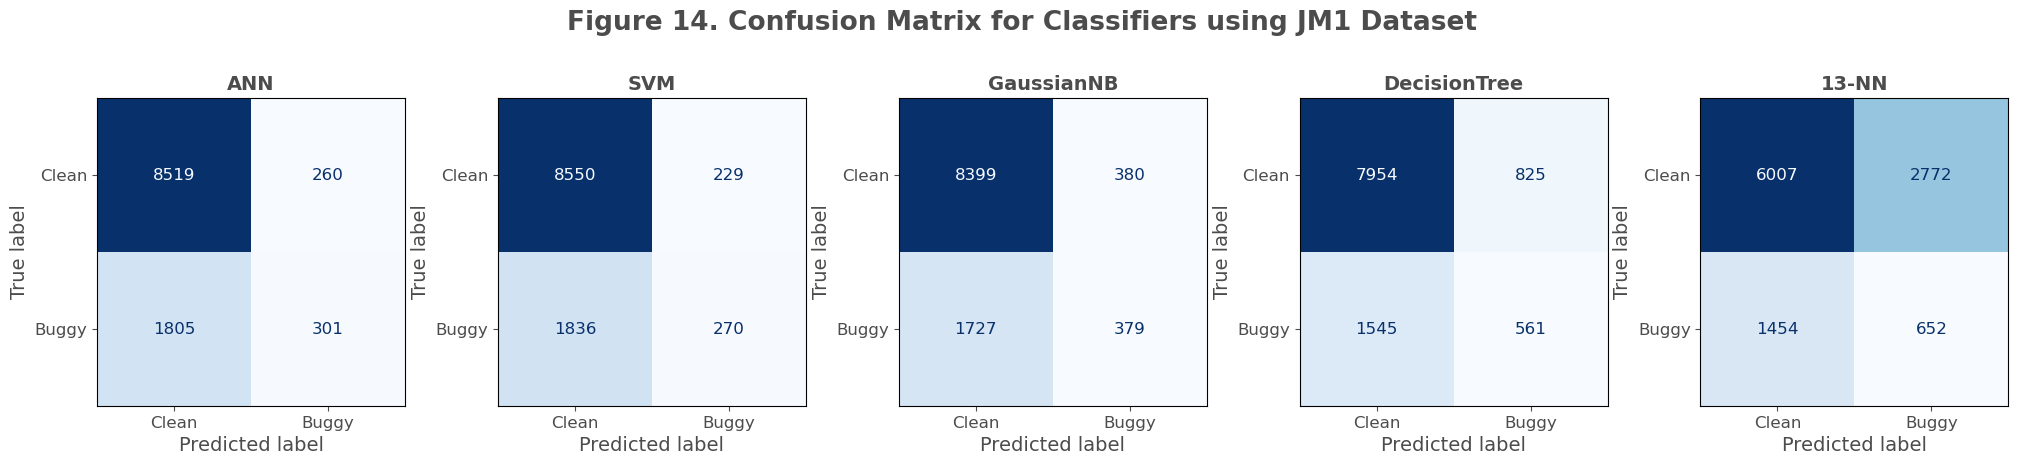 Figure 14. Confusion Matrix for Classifiers using JM1 Dataset
ANN
True label
Clean
8519
260
Buggy
1805
301
Clean
Buggy
Predicted label
SVM
True label
Clean
8550
229
Buggy
1836
270
Clean
Buggy
Predicted label
GaussianNB
True label
Clean
8399
380
Buggy
1727
379
Clean
Buggy
Predicted label
DecisionTree
True label
Clean
7954
825
Buggy
1545
561
Clean
Buggy
Predicted label
13-NN
True label
Clean
6007
2772
Buggy
1454
652
Clean
Buggy
Predicted label